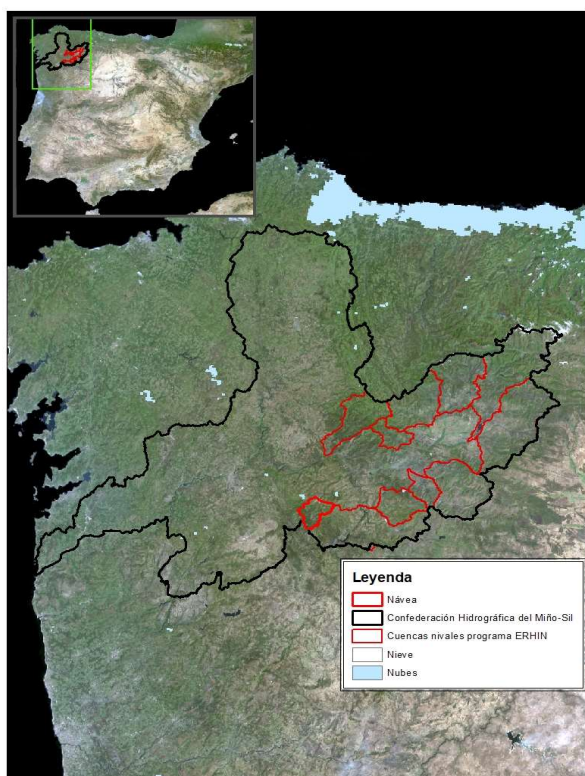 Leyenda
Návea
Confederación Hidrográfica del Miño-Sil
Cuencas nivales programa ERHIN
Nieve
Nubes